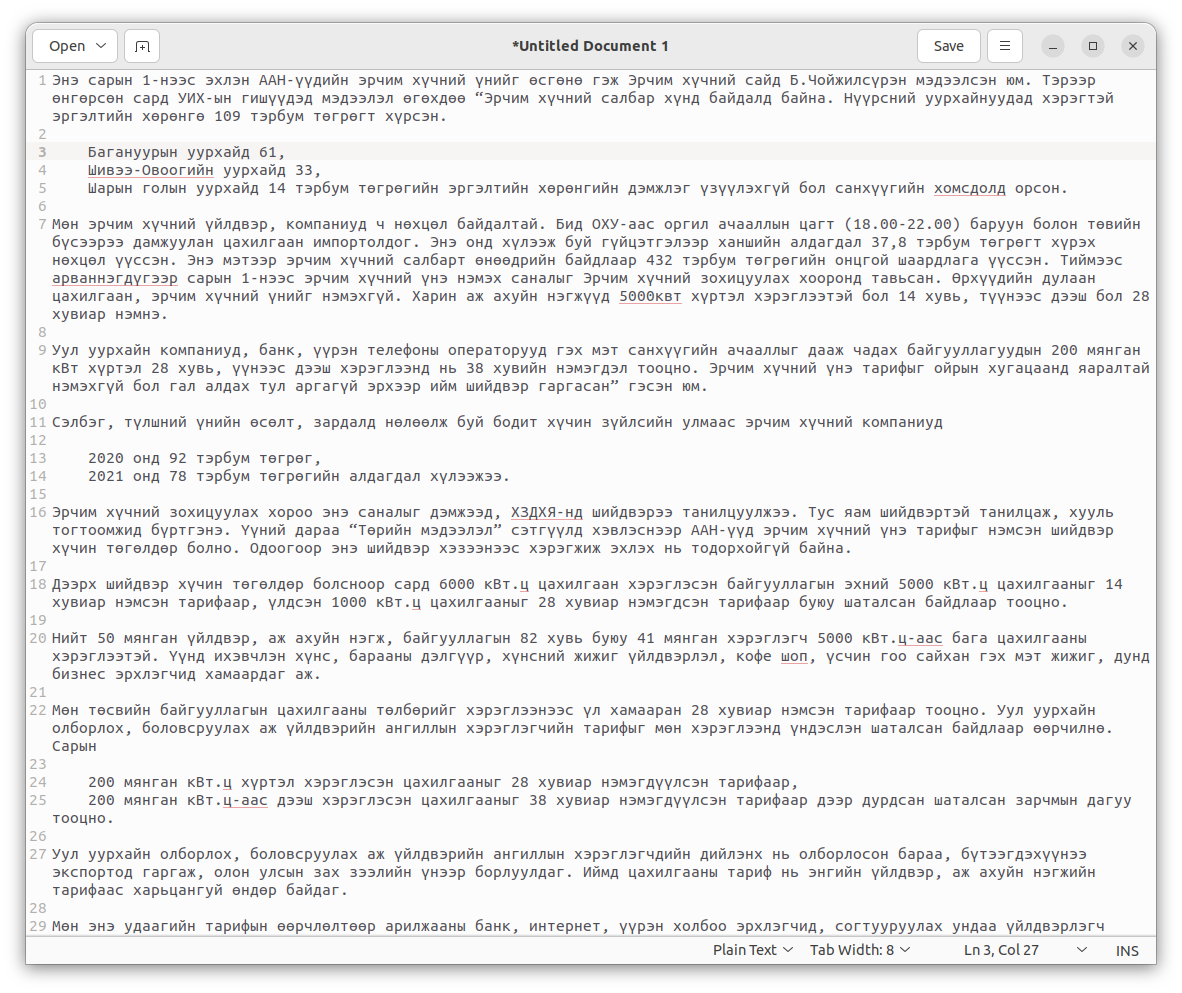 Open
*Untitled Document 1
Save
1 Энэ сарын 1-нээс эхлэн ААН-үүдийн эрчим хүчний үнийг өсгөнө гэж Эрчим хүчний сайд Б.Чойжилсүрэн мэдээлсэн юм. Тэрээр
өнгөрсөн сард УИХ-ын гишүүдэд мэдээлэл өгөхдөө “Эрчим хүчний салбар хүнд байдалд байна. Нүүрсний уурхайнуудад хэрэгтэй
эргэлтийн хөрөнгө 109 тэрбум төгрөгт хүрсэн.
2
3 Багануурын уурхайд 61,
4 Шивээ-Овоогийн уурхайд 33,
5 Шарын голын уурхайд 14 тэрбум төгрөгийн эргэлтийн хөрөнгийн дэмжлэг үзүүлэхгүй бол санхүүгийн хомсдолд орсон.
6
7 Мөн эрчим хүчний үйлдвэр, компаниуд ч нөхцөл байдалтай. Бид ОХУ-аас оргил ачааллын цагт (18.00-22.00) баруун болон төвийн
бүсээрээ дамжуулан цахилгаан импортолдог. Энэ онд хүлээж буй гүйцэтгэлээр ханшийн алдагдал 37,8 тэрбум төгрөгт хүрэх
нөхцөл үүссэн. Энэ мэтээр эрчим хүчний салбарт өнөөдрийн байдлаар 432 тэрбум төгрөгийн онцгой шаардлага үүссэн. Тиймээс
арваннэгдүгээр сарын 1-нээс эрчим хүчний үнэ нэмэх саналыг Эрчим хүчний зохицуулах хооронд тавьсан. Өрхүүдийн дулаан
цахилгаан, эрчим хүчний үнийг нэмэхгүй. Харин аж ахуйн нэгжүүд 5000квт хүртэл хэрэглээтэй бол 14 хувь, түүнээс дээш бол 28
хувиар нэмнэ.
8
9 Уул уурхайн компаниуд, банк, үүрэн телефоны операторууд гэх мэт санхүүгийн ачааллыг дааж чадах байгууллагуудын 200 мянган
кВт хүртэл 28 хувь, үүнээс дээш хэрэглээнд нь 38 хувийн нэмэгдэл тооцно. Эрчим хүчний үнэ тарифыг ойрын хугацаанд яаралтай
нэмэхгүй бол гал алдах тул аргагүй эрхээр ийм шийдвэр гаргасан” гэсэн юм.
10
11 Сэлбэг, түлшний үнийн өсөлт, зардалд нөлөөлж буй бодит хүчин зүйлсийн улмаас эрчим хүчний компаниуд
12
13 2020 онд 92 тэрбум төгрөг,
14 2021 онд 78 тэрбум төгрөгийн алдагдал хүлээжээ.
15
16 Эрчим хүчний зохицуулах хороо энэ саналыг дэмжээд, ХЗДХЯ-нд шийдвэрээ танилцуулжээ. Тус яам шийдвэртэй танилцаж, хууль
тогтоомжид бүртгэнэ. Үүний дараа “Төрийн мэдээлэл” сэтгүүлд хэвлэснээр ААН-үүд эрчим хүчний үнэ тарифыг нэмсэн шийдвэр
хүчин төгөлдөр болно. Одоогоор энэ шийдвэр хэзээнээс хэрэгжиж эхлэх нь тодорхойгүй байна.
17
18 Дээрх шийдвэр хүчин төгөлдөр болсноор сард 6000 кВт.ц цахилгаан хэрэглэсэн байгууллагын эхний 5000 кВт.ц цахилгааныг 14
хувиар нэмсэн тарифаар, үлдсэн 1000 кВт.ц цахилгааныг 28 хувиар нэмэгдсэн тарифаар буюу шаталсан байдлаар тооцно.
19
20 Нийт 50 мянган үйлдвэр, аж ахуйн нэгж, байгууллагын 82 хувь буюу 41 мянган хэрэглэгч 5000 кВт.ц-аас бага цахилгааны
хэрэглээтэй. Үүнд ихэвчлэн хүнс, барааны дэлгүүр, хүнсний жижиг үйлдвэрлэл, кофе шоп, үсчин гоо сайхан гэх мэт жижиг, дунд
бизнес эрхлэгчид хамаардаг аж.
21
22 Мөн төсвийн байгууллагын цахилгааны төлбөрийг хэрэглээнээс үл хамааран 28 хувиар нэмсэн тарифаар тооцно. Уул уурхайн
олборлох, боловсруулах аж үйлдвэрийн ангиллын хэрэглэгчийн тарифыг мөн хэрэглээнд үндэслэн шаталсан байдлаар өөрчилнө.
Сарын
23
24 200 мянган кВт.ц хүртэл хэрэглэсэн цахилгааныг 28 хувиар нэмэгдүүлсэн тарифаар,
25 200 мянган кВт.ц-аас дээш хэрэглэсэн цахилгааныг 38 хувиар нэмэгдүүлсэн тарифаар дээр дурдсан шаталсан зарчмын дагуу
тооцно.
26
27 Уул уурхайн олборлох, боловсруулах аж үйлдвэрийн ангиллын хэрэглэгчдийн дийлэнх нь олборлосон бараа, бүтээгдэхүүнээ
экспортод гаргаж, олон улсын зах зээлийн үнээр борлуулдаг. Иймд цахилгааны тариф нь энгийн үйлдвэр, аж ахуйн нэгжийн
тарифаас харьцангуй өндөр байдаг.
28
29 Мөн энэ удаагийн тарифын өөрчлөлтөөр арилжааны банк, интернет, үүрэн холбоо эрхлэгчид, согтууруулах ундаа үйлдвэрлэгч
Plain Text
Tab Width: 8
Ln 3, Col 27
INS